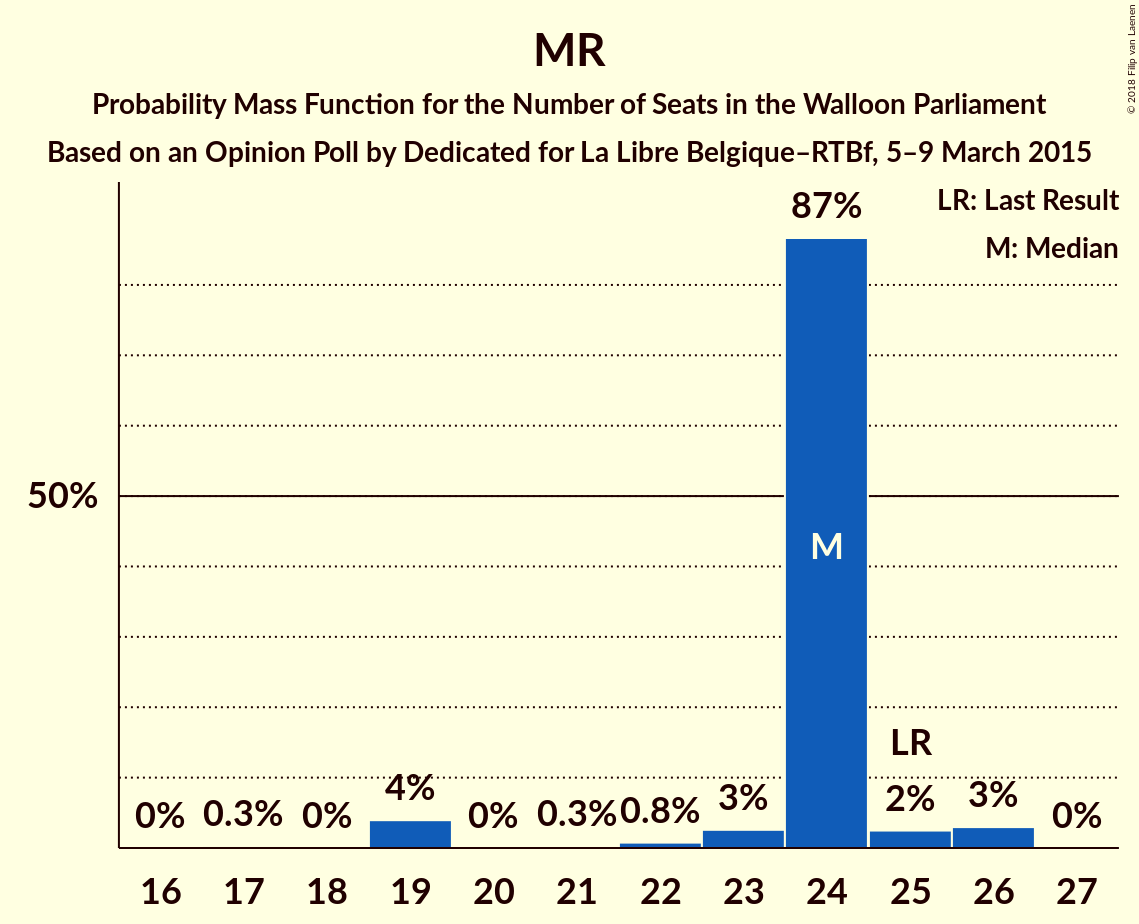 MR
Probability Mass Function for the Number of Seats in the Walloon Parliament
Based on an Opinion Poll by Dedicated for La Libre Belgique–RTBf, 5–9 March 2015
© 2018 Filip van Laenen
LR: Last Result
M: Median
87%
50%
M
LR
0% 0.3% 0% 4% 0% 0.3% 0.8% 3% 2% 3% 0%
16 17 18 19 20 21 22 23 24 25 26 27